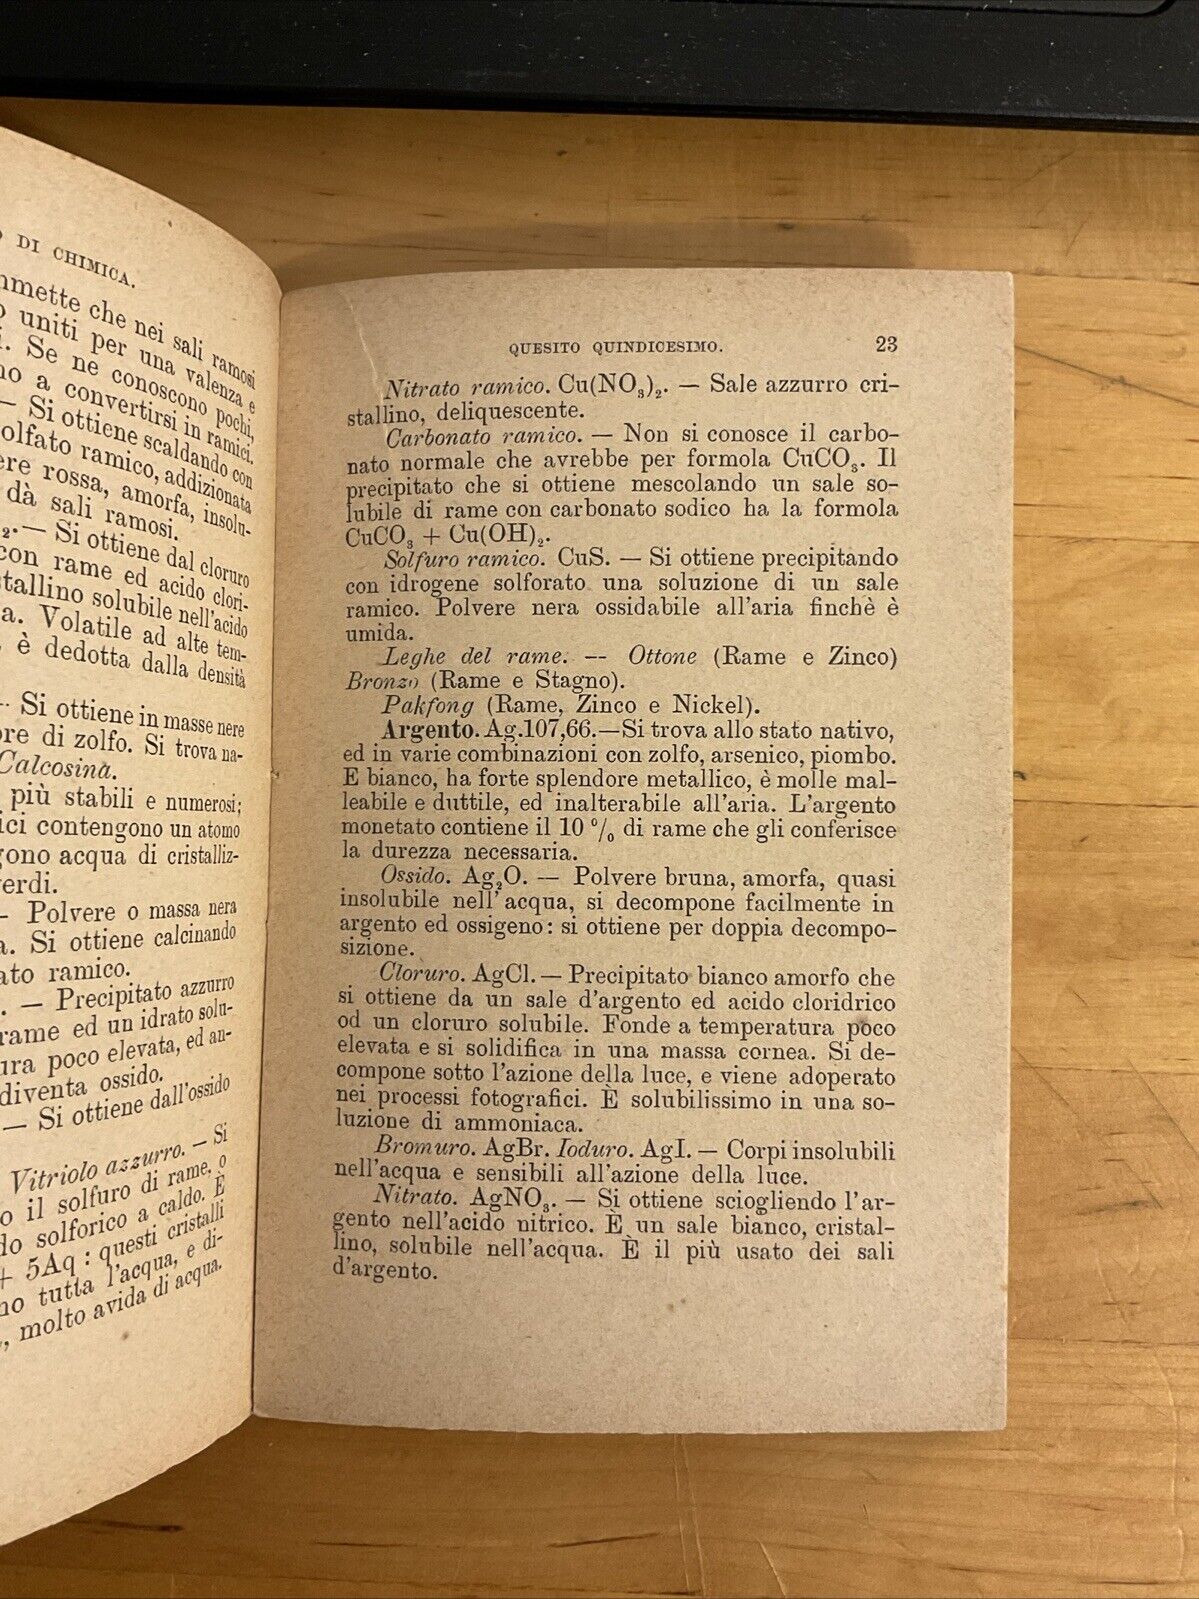 DI CHIMICA.
mmette che nei sali ramosi
uniti per una valenza e
Se ne conoscono pochi,
no a convertirsi in ramici.
— Si ottiene scaldando con
olfato ramico, addizionata
ere rossa, amorfa, insolu-
dà sali ramosi.
₂.— Si ottiene dal cloruro
con rame ed acido clori-
stallino solubile nell'acido
a. Volatile ad alte tem-
, è dedotta dalla densità
— Si ottiene in masse nere
ore di zolfo. Si trova na-
Calcosina.
più stabili e numerosi;
ici contengono un atomo
gono acqua di cristalliz-
verdi.
— Polvere o massa nera
a. Si ottiene calcinando
ato ramico.
. — Precipitato azzurro
rame ed un idrato solu-
ura poco elevata, ed an-
diventa ossido.
— Si ottiene dall'ossido
Vitriolo azzurro. — Si
o il solfuro di rame, o
do solforico a caldo. È
+ 5Aq : questi cristalli
no tutta l'acqua, e di-
, molto avida di acqua.
QUESITO QUINDICESIMO. 23
Nitrato ramico. Cu(NO₃)₂. — Sale azzurro cri-
stallino, deliquescente.
Carbonato ramico. — Non si conosce il carbo-
nato normale che avrebbe per formola CuCO₃. Il
precipitato che si ottiene mescolando un sale so-
lubile di rame con carbonato sodico ha la formola
CuCO₃ + Cu(OH)₂.
Solfuro ramico. CuS. — Si ottiene precipitando
con idrogene solforato una soluzione di un sale
ramico. Polvere nera ossidabile all'aria finchè è
umida.
Leghe del rame. — Ottone (Rame e Zinco)
Bronzo (Rame e Stagno).
Pakfong (Rame, Zinco e Nickel).
Argento. Ag.107,66.—Si trova allo stato nativo,
ed in varie combinazioni con zolfo, arsenico, piombo.
E bianco, ha forte splendore metallico, è molle mal-
leabile e duttile, ed inalterabile all'aria. L'argento
monetato contiene il 10 % di rame che gli conferisce
la durezza necessaria.
Ossido. Ag₂O. — Polvere bruna, amorfa, quasi
insolubile nell'acqua, si decompone facilmente in
argento ed ossigeno: si ottiene per doppia decompo-
sizione.
Cloruro. AgCl. — Precipitato bianco amorfo che
si ottiene da un sale d'argento ed acido cloridrico
od un cloruro solubile. Fonde a temperatura poco
elevata e si solidifica in una massa cornea. Si de-
compone sotto l'azione della luce, e viene adoperato
nei processi fotografici. È solubilissimo in una so-
luzione di ammoniaca.
Bromuro. AgBr. Ioduro. AgI. — Corpi insolubili
nell'acqua e sensibili all'azione della luce.
Nitrato. AgNO₃. — Si ottiene sciogliendo l'ar-
gento nell'acido nitrico. È un sale bianco, cristal-
lino, solubile nell'acqua. È il più usato dei sali
d'argento.